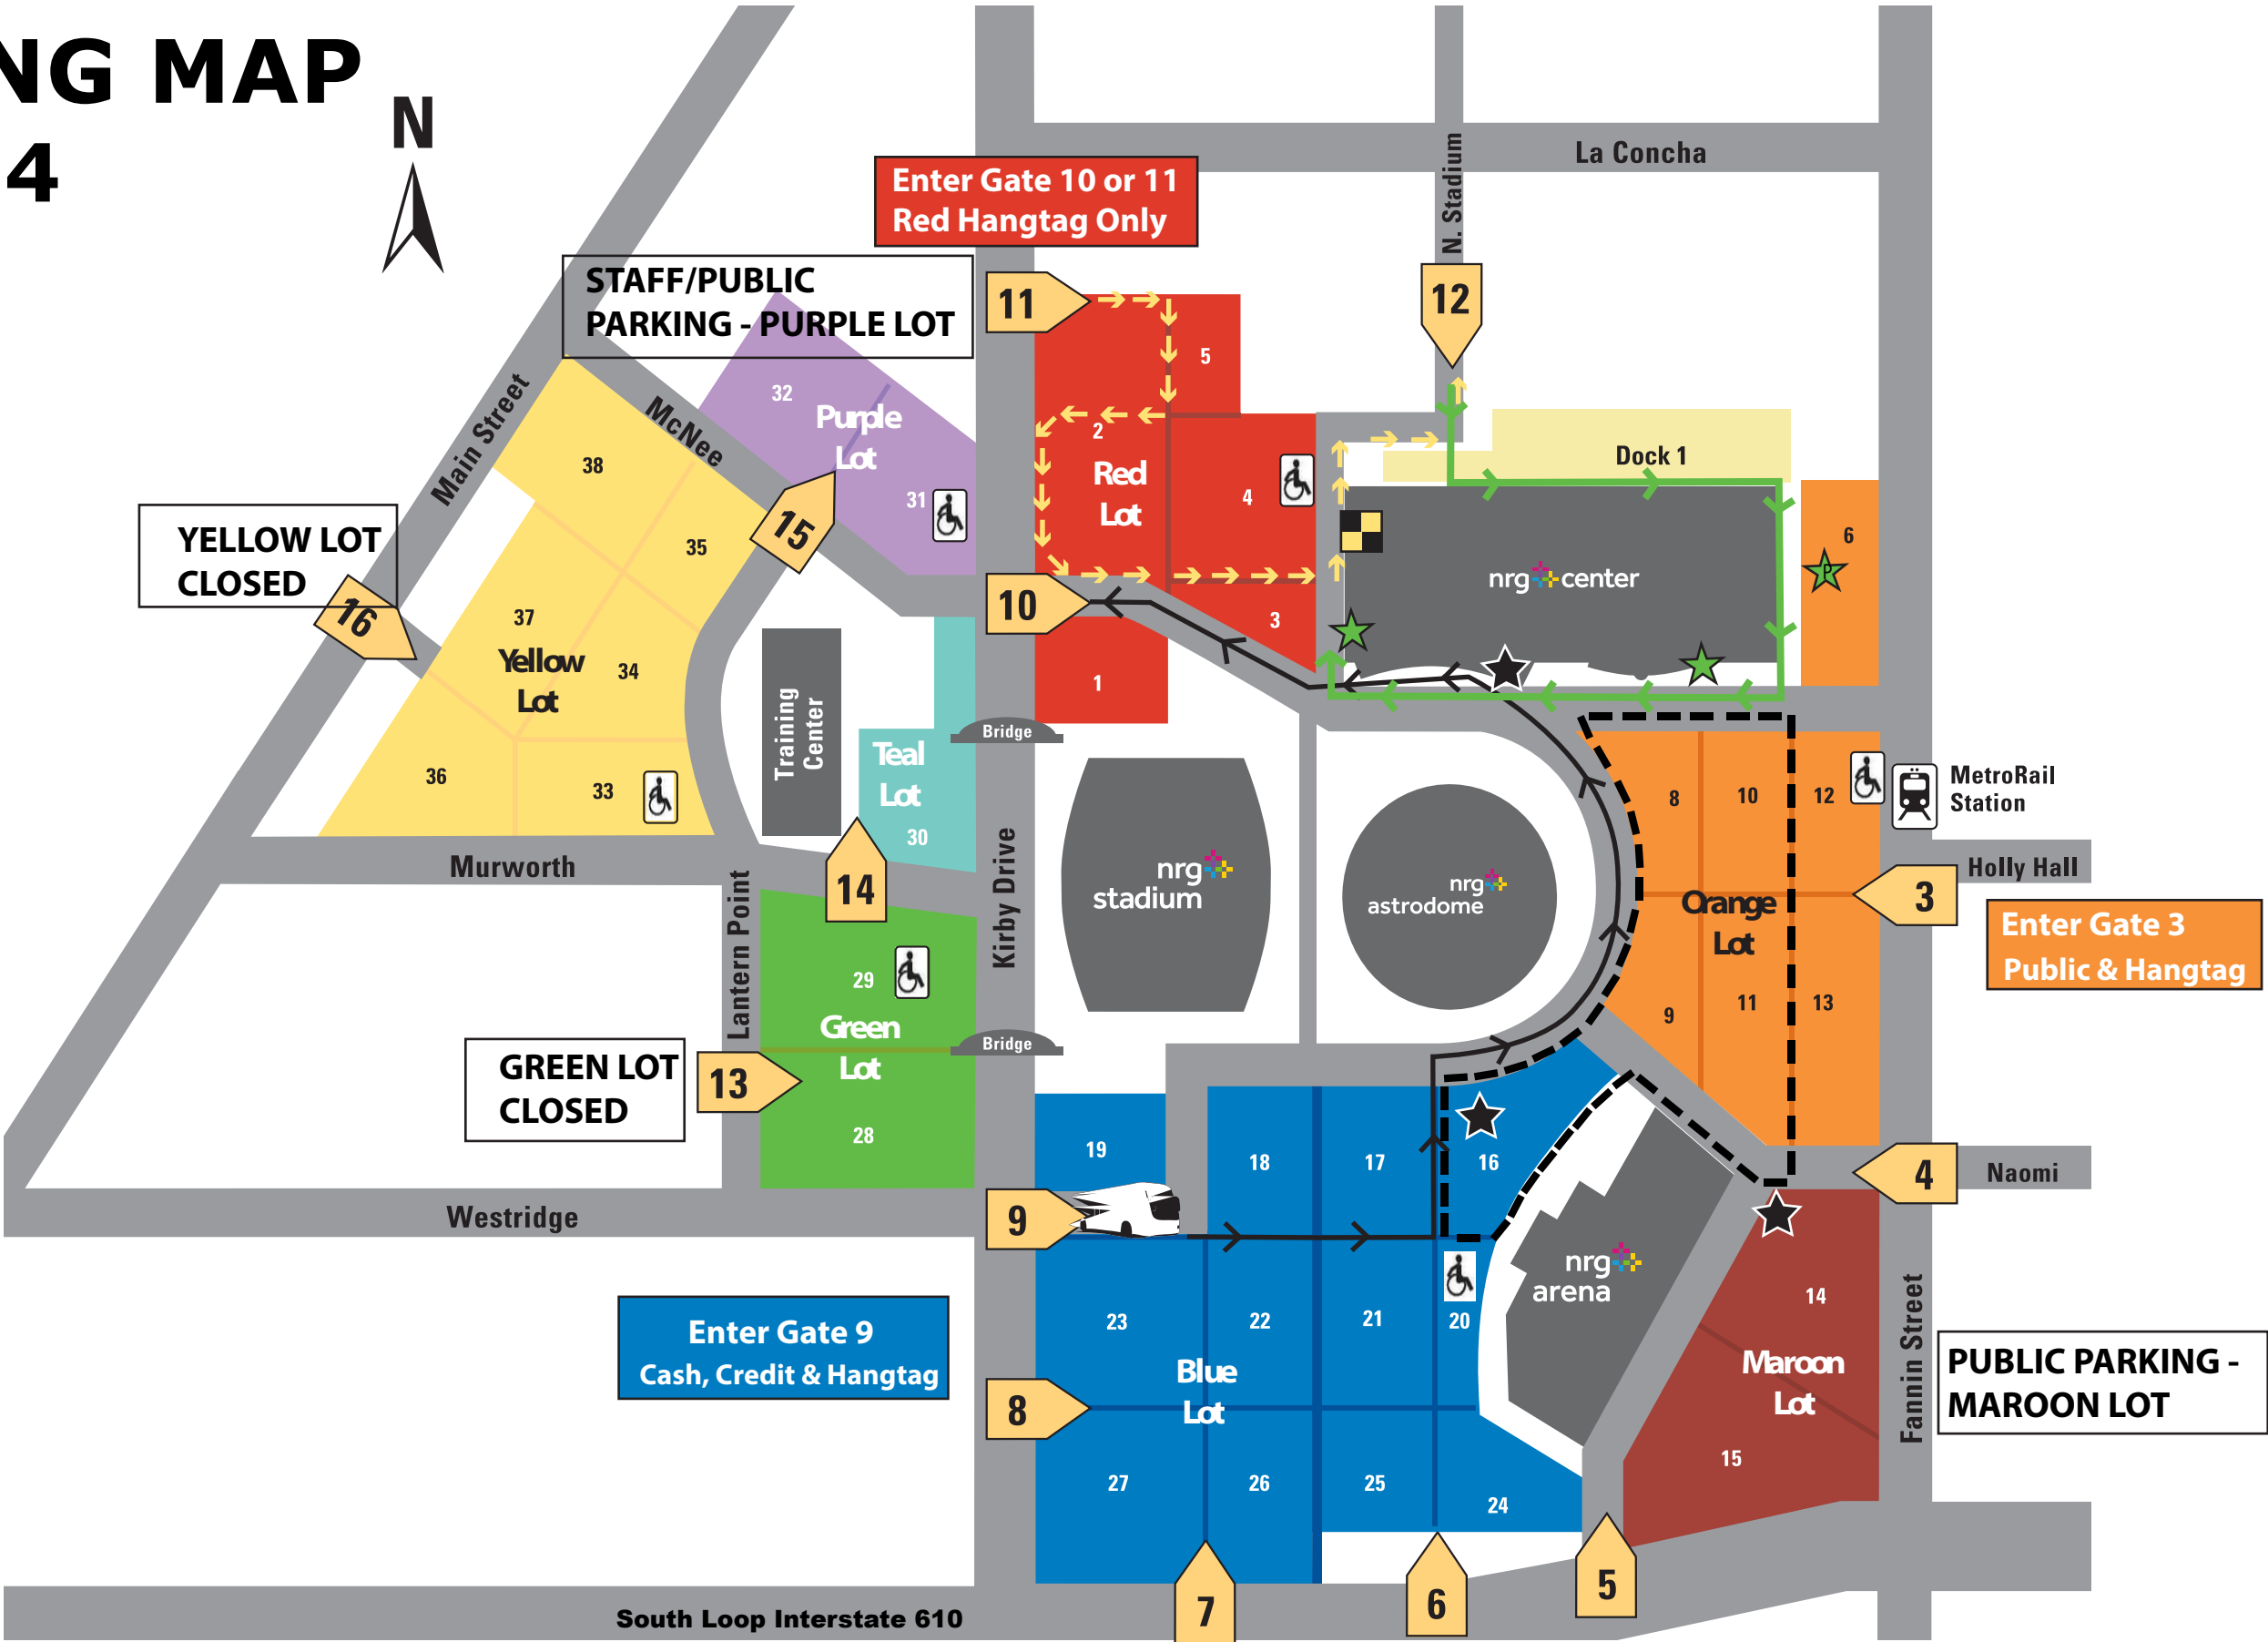 NG MAP
4
N
La Concha
N. Stadium
Enter Gate 10 or 11
Red Hangtag Only
STAFF/PUBLIC
PARKING - PURPLE LOT
11
12
5
32
Purple
Lot
McNee
Main Street
2
Red
Lot
4
Dock 1
38
31
35
15
YELLOW LOT
CLOSED
16
6
P
nrg center
10
3
37
Yellow
Lot
34
1
Training
Center
Bridge
Teal
Lot
30
36
33
8
10
12
MetroRail
Station
Murworth
14
Kirby Drive
nrg
stadium
nrg
astrodome
Orange
Lot
3
Holly Hall
Enter Gate 3
Public & Hangtag
Lantern Point
29
Green
Lot
9
11
13
Bridge
GREEN LOT
CLOSED
13
28
19
18
17
16
4
Naomi
Westridge
9
nrg
arena
14
Enter Gate 9
Cash, Credit & Hangtag
23
22
21
20
Blue
Lot
8
Maroon
Lot
Fannin Street
PUBLIC PARKING -
MAROON LOT
15
27
26
25
24
7
6
5
South Loop Interstate 610